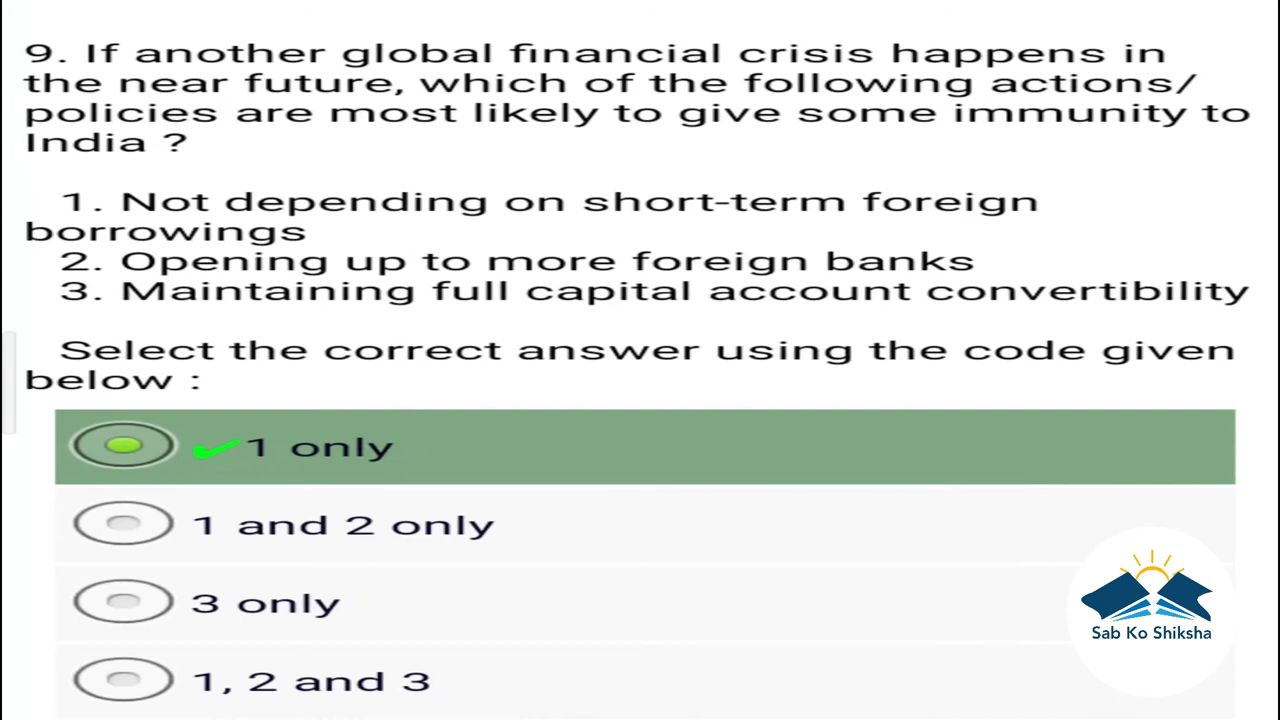 9. If another global financial crisis happens in
the near future, which of the following actions/
policies are most likely to give some immunity to
India ?
1. Not depending on short-term foreign
borrowings
2. Opening up to more foreign banks
3. Maintaining full capital account convertibility
Select the correct answer using the code given
below :
1 only
1 and 2 only
3 only
1, 2 and 3
Sab Ko Shiksha